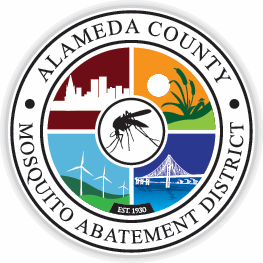 ALAMEDA COUNTY
MOSQUITO ABATEMENT DISTRICT
EST. 1930